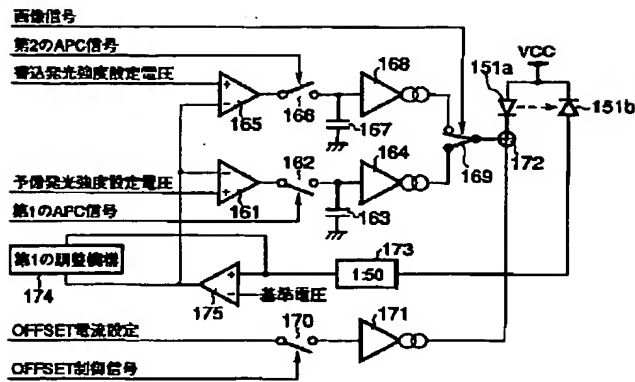 画像信号
第2のAPC信号
書込発光強度設定電圧
165
166
167
168
169
151a
VCC
151b
172
162
予備発光強度設定電圧
161
第1のAPC信号
163
164
173
1:50
第1の調整機構
174
175
基準電圧
170
171
OFFSET電流設定
OFFSET制御信号